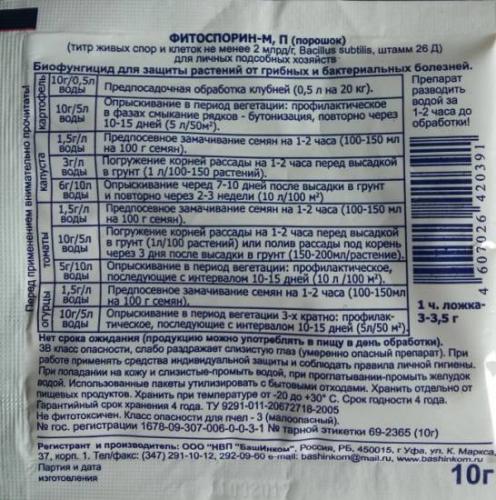 ФИТОСПОРИН-М, П (порошок)
(титр живых спор и клеток не менее 2 млрд/г, Bacillus subtilis, штамм 26 Д)
для личных подсобных хозяйств
Биофунгицид для защиты растений от грибных и бактериальных болезней.
Перед применением внимательно прочитать!
картофель
10г/0,5л воды
Предпосадочная обработка клубней (0,5 л на 20 кг).
10г/5л воды
Опрыскивание в период вегетации: профилактическое
в фазах смыкание рядков - бутонизация, повторно через
10-15 дней (5 л/50м²).
капуста
1,5г/л воды
Предпосевное замачивание семян на 1-2 часа (100-150 мл
на 100 г семян).
3г/л воды
Погружение корней рассады на 1-2 часа перед высадкой
в грунт (1 л/100-150 растений).
6г/10л воды
Опрыскивание через 7-10 дней после высадки в грунт
и повторно через 2-3 недели (10 л/100 м²).
томаты
1,5г/л воды
Предпосевное замачивание семян на 1-2 часа (100-150 мл
на 100 г семян).
10г/5л воды
Погружение корней рассады на 1-2 часа перед высадкой
в грунт (1л/100 растений) или полив рассады под корень
через 3 дня после высадки в грунт (150-200мл/растение).
5г/10л воды
Опрыскивание в период вегетации: профилактическое,
последующие с интервалом 10-15 дней (10 л /100 м²).
огурцы
1,5г/л воды
Предпосевное замачивание семян на 1-2 часа (100-150мл
на 100 г семян).
10г/5л воды
Опрыскивание в период вегетации 3-х кратно: профилак-
тическое, последующие с интервалом 10-15 дней (5л/50 м²).
Препарат
разводить
водой за
1-2 часа до
обработки!
4 607026 420391
1 ч. ложка-
3-3,5 г
Нет срока ожидания (продукцию можно употреблять в пищу в день обработки).
3В класс опасности, слабо раздражает слизистую глаз (умеренно опасный препарат). При
работе применять средства индивидуальной защиты и соблюдать правила личной гигиены.
При попадании на кожу и слизистые-промыть водой, при проглатывании-промыть желудок
водой. Использованные пакеты утилизировать с бытовыми отходами. Хранить отдельно от
пищевых продуктов. Хранить при температуре от -20 до +30° С. Срок годности 4 года.
Гарантийный срок хранения 4 года. ТУ 9291-011-20672718-2005
Не фитотоксичен. Класс опасности для пчел - 3 (малоопасный).
№ гос. регистрации 1678-09-307-006-0-0-3-1 № тарной этикетки 69-2365 (10г)
Регистрант и производитель: ООО "НВП "БашИнком", Россия, РБ, 450015, г Уфа, ул. К. Маркса,
37, корп. 1. Тел/факс: (347) 291-10-12, 292-09-60 e-mail: bashinkom@mail.ru www.bashinkom.ru
Партия и дата
изготовления
10г